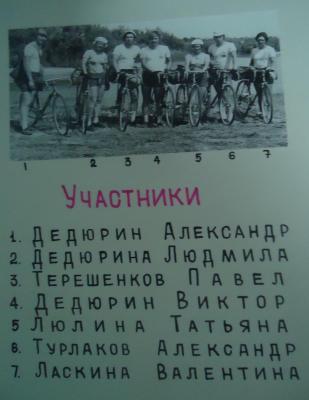 1 2 3 4 5 6 7
УЧАСТНИКИ
1. ДЕДЮРИН АЛЕКСАНДР
2. ДЕДЮРИНА ЛЮДМИЛА
3. ТЕРЕШЕНКОВ ПАВЕЛ
4. ДЕДЮРИН ВИКТОР
5 ЛЮЛИНА ТАТЬЯНА
6. ТУРЛАКОВ АЛЕКСАНДР
7. ЛАСКИНА ВАЛЕНТИНА